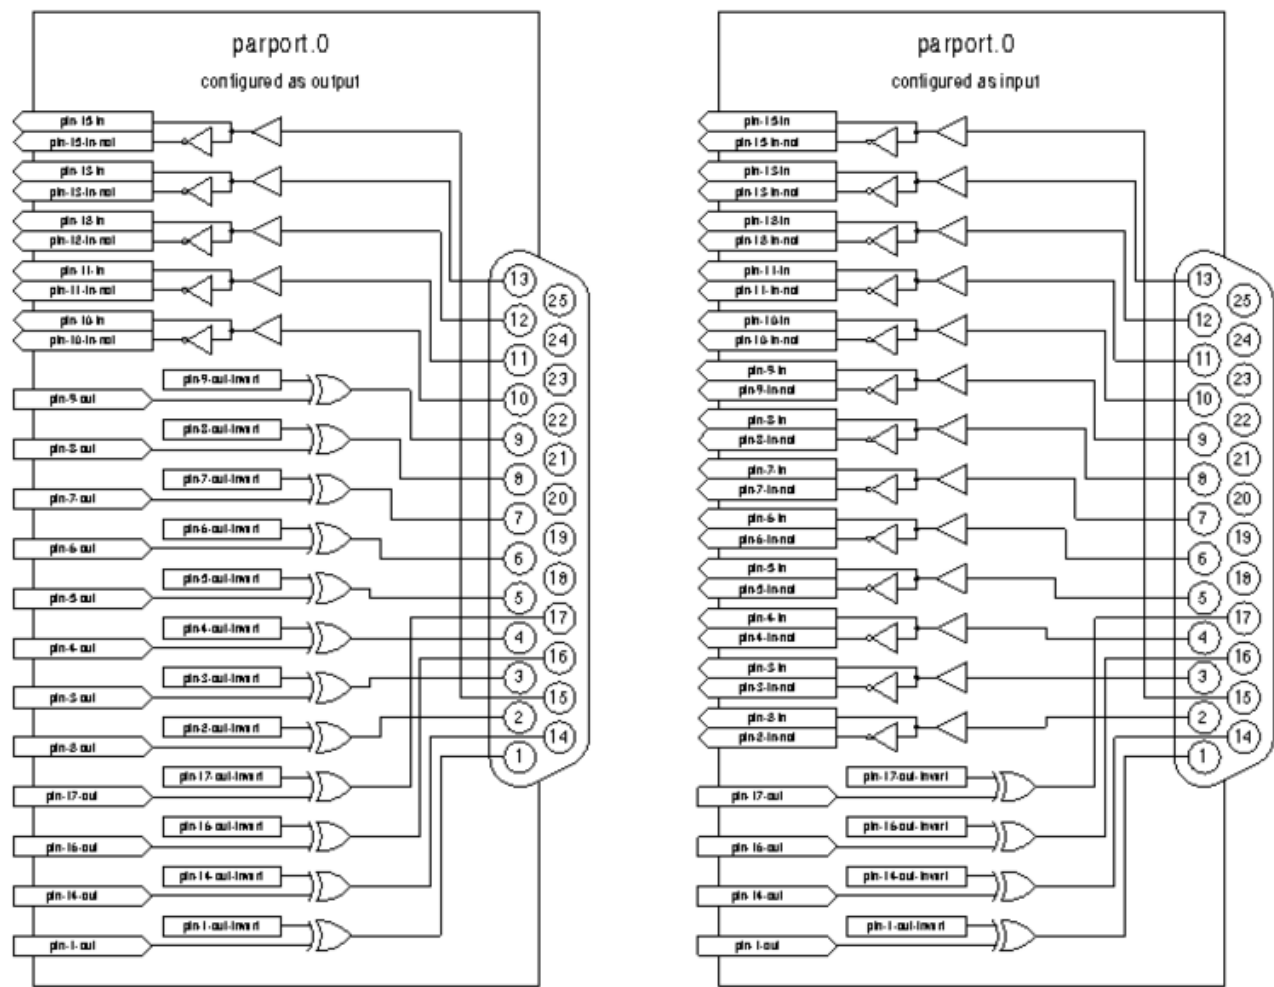 parport.0
configured as output
pin-15-in
pin-15-in-not
pin-13-in
pin-13-in-not
pin-12-in
pin-12-in-not
pin-11-in
pin-11-in-not
pin-10-in
pin-10-in-not
pin-9-out-invert
pin-9-out
pin-8-out-invert
pin-8-out
pin-7-out-invert
pin-7-out
pin-6-out-invert
pin-6-out
pin-5-out-invert
pin-5-out
pin-4-out-invert
pin-4-out
pin-3-out-invert
pin-3-out
pin-2-out-invert
pin-2-out
pin-17-out-invert
pin-17-out
pin-16-out-invert
pin-16-out
pin-14-out-invert
pin-14-out
pin-1-out-invert
pin-1-out
13
25
12
24
11
23
10
22
9
21
8
20
7
19
6
18
5
17
4
16
3
15
2
14
1
parport.0
configured as input
pin-15-in
pin-15-in-not
pin-13-in
pin-13-in-not
pin-12-in
pin-12-in-not
pin-11-in
pin-11-in-not
pin-10-in
pin-10-in-not
pin-9-in
pin-9-in-not
pin-8-in
pin-8-in-not
pin-7-in
pin-7-in-not
pin-6-in
pin-6-in-not
pin-5-in
pin-5-in-not
pin-4-in
pin-4-in-not
pin-3-in
pin-3-in-not
pin-2-in
pin-2-in-not
pin-17-out-invert
pin-17-out
pin-16-out-invert
pin-16-out
pin-14-out-invert
pin-14-out
pin-1-out-invert
pin-1-out
13
25
12
24
11
23
10
22
9
21
8
20
7
19
6
18
5
17
4
16
3
15
2
14
1